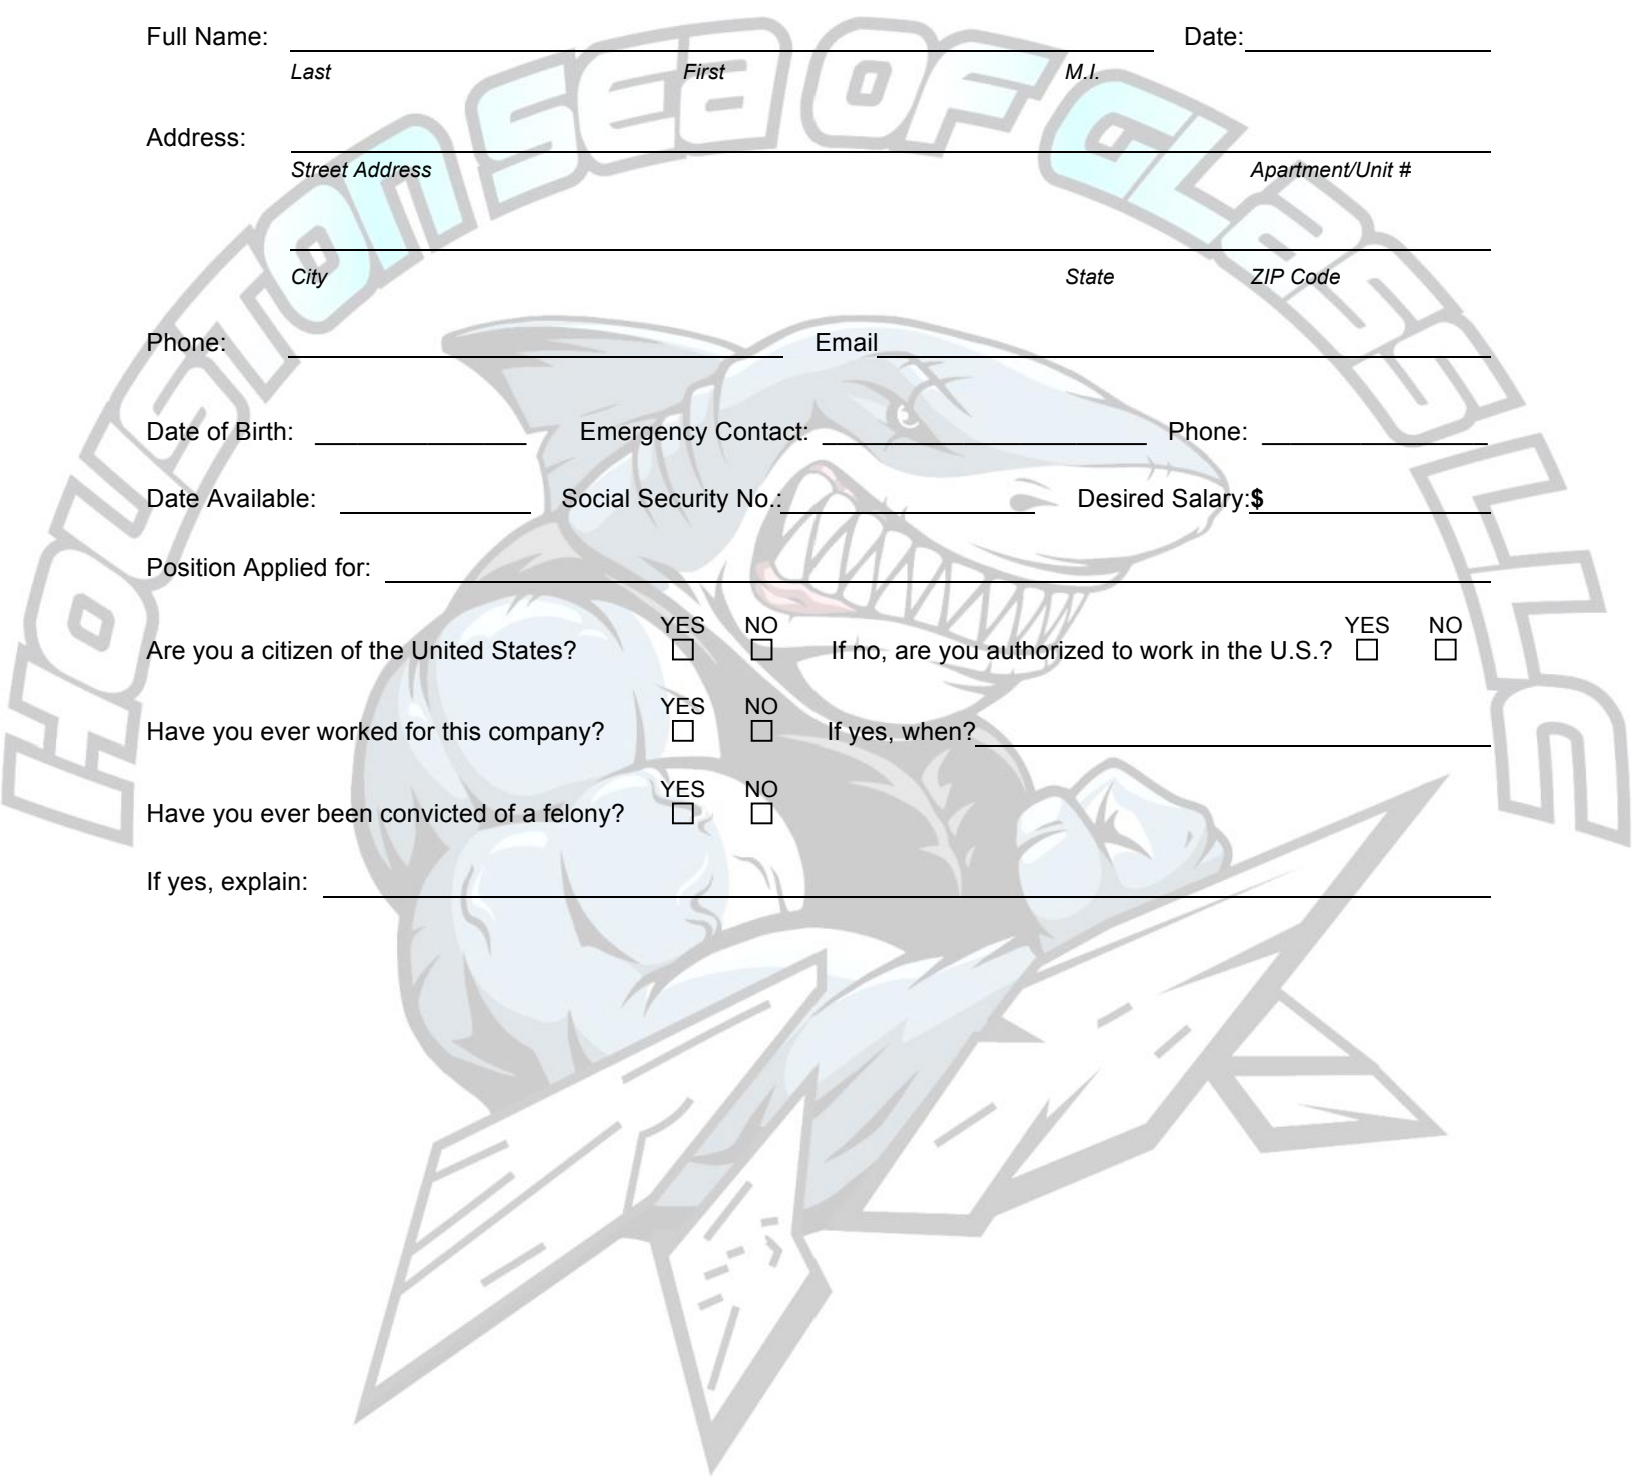 HOUSTON SEA OF GLASS LLC
Full Name: Date:
Last First M.I.
Address:
Street Address Apartment/Unit #
City State ZIP Code
Phone: Email
Date of Birth: Emergency Contact: Phone:
Date Available: Social Security No.: Desired Salary:$
Position Applied for:
YES NO YES NO
Are you a citizen of the United States? If no, are you authorized to work in the U.S.?
YES NO
Have you ever worked for this company? If yes, when?
YES NO
Have you ever been convicted of a felony?
If yes, explain: